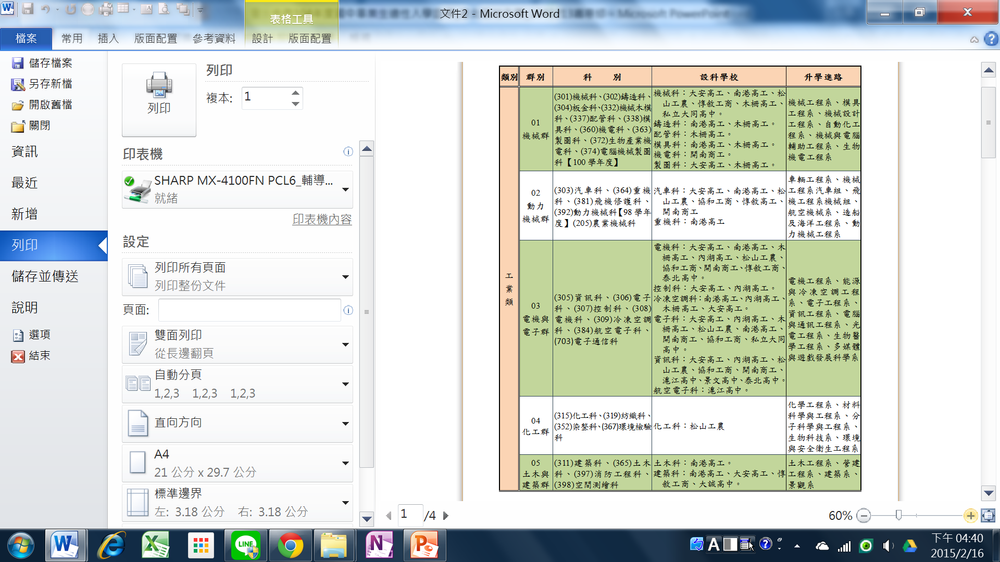 文件2 - Microsoft Word
表格工具
檔案 常用 插入 版面配置 參考資料 設計 版面配置
儲存檔案
另存新檔
開啟舊檔
關閉
資訊
最近
新增
列印
儲存並傳送
說明
選項
結束
列印
列印
複本: 1
印表機
SHARP MX-4100FN PCL6_輔導...
就緒
印表機內容
設定
列印所有頁面
列印整份文件
頁面:
雙面列印
從長邊翻頁
自動分頁
1,2,3 1,2,3 1,2,3
直向方向
A4
21 公分 x 29.7 公分
標準邊界
左: 3.18 公分 右: 3.18 公分
類別 群別 科 別 設科學校 升學進路
工
業
類
01
機械群
(301)機械科、(302)鑄造科、
(304)板金科、(332)機械木模
科、(337)配管科、(338)模
具科、(360)機電科、(363)
製圖科、(372)生物產業機
電科、(374)電腦機械製圖
科【100 學年度】
機械科：大安高工、南港高工、松
山工農、惇敘工商、木柵高工、
私立大同高中。
鑄造科：南港高工、木柵高工。
配管科：木柵高工。
模具科：南港高工、木柵高工。
機電科：開南商工。
製圖科：大安高工、木柵高工。
機械工程系、模具
工程系、機械設計
工程系、自動化工
程系、機械與電腦
輔助工程系、生物
機電工程系
02
動力
機械群
(303)汽車科、(364)重機
科、(381)飛機修護科、
(392)動力機械科【98 學年
度】(205)農業機械科
汽車科：大安高工、南港高工、松
山工農、協和工商、惇敘高工、
開南商工
重機科：南港高工
車輛工程系、機械
工程系汽車組、飛
機工程系機械組、
航空機械系、造船
及海洋工程系、動
力機械工程系
03
電機與
電子群
(305)資訊科、(306)電子
科、(307)控制科、(308)
電機科、(309)冷凍空調
科、(384)航空電子科、
(703)電子通信科
電機科：大安高工、南港高工、木
柵高工、內湖高工、松山工農、
協和工商、開南商工、惇敘工商、
泰北高中。
控制科：大安高工、內湖高工。
冷凍空調科：南港高工、內湖高工、
木柵高工、大安高工。
電子科：大安高工、內湖高工、木
柵高工、松山工農、南港高工、
開南商工、協和工商、私立大同
高中。
資訊科：大安高工、內湖高工、松
山工農、協和工商、開南商工、
滬江高中、景文高中、泰北高中。
航空電子科：滬江高中。
電機工程系、能源
與冷凍空調工程
系、電子工程系、
資訊工程系、電腦
與通訊工程系、光
電工程系、生物醫
學工程系、多媒體
與遊戲發展科學系
04
化工群
(315)化工科、(319)紡織科、
(352)染整科、(367)環境檢驗
科
化工科：松山工農
化學工程系、材料
科學與工程系、分
子科學與工程系、
生物科技系、環境
與安全衛生工程系
05
土木與
建築群
(311)建築科、(365)土木
科、(397)消防工程科、
(398)空間測繪科
土木科：南港高工。
建築科：南港高工、大安高工、惇
敘工商、大誠高中。
土木工程系、營建
工程系、建築系、
景觀系
1 /4
60%
LINE
下午 04:40
2015/2/16